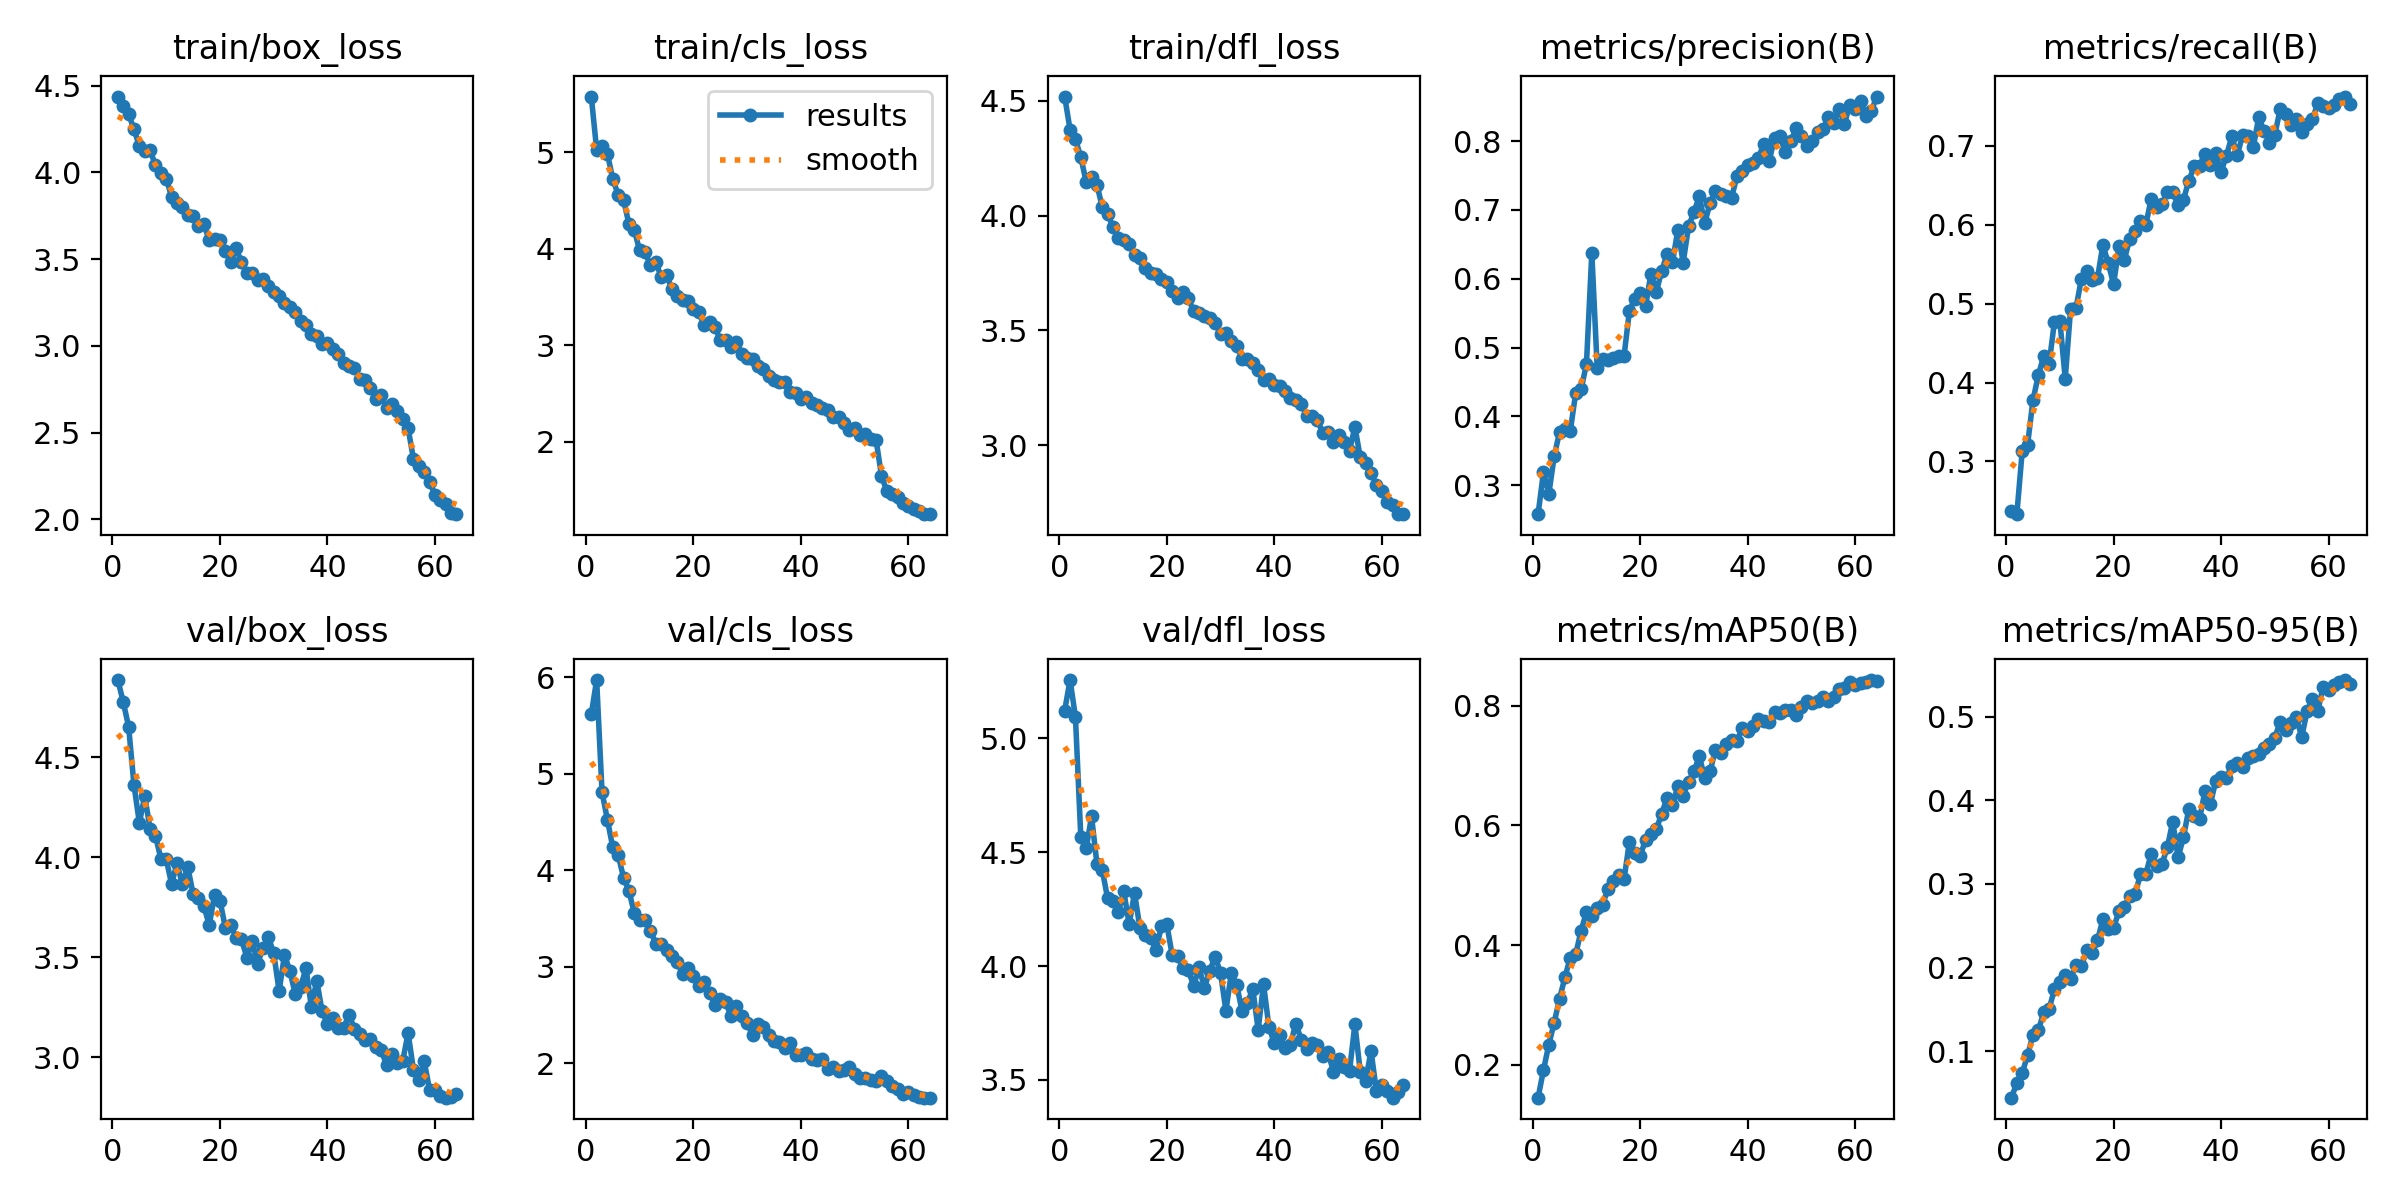 train/box_loss
4.5
4.0
3.5
3.0
2.5
2.0
0 20 40 60
train/cls_loss
results
smooth
5
4
3
2
0 20 40 60
train/dfl_loss
4.5
4.0
3.5
3.0
0 20 40 60
metrics/precision(B)
0.8
0.7
0.6
0.5
0.4
0.3
0 20 40 60
metrics/recall(B)
0.7
0.6
0.5
0.4
0.3
0 20 40 60
val/box_loss
4.5
4.0
3.5
3.0
0 20 40 60
val/cls_loss
6
5
4
3
2
0 20 40 60
val/dfl_loss
5.0
4.5
4.0
3.5
0 20 40 60
metrics/mAP50(B)
0.8
0.6
0.4
0.2
0 20 40 60
metrics/mAP50-95(B)
0.5
0.4
0.3
0.2
0.1
0 20 40 60